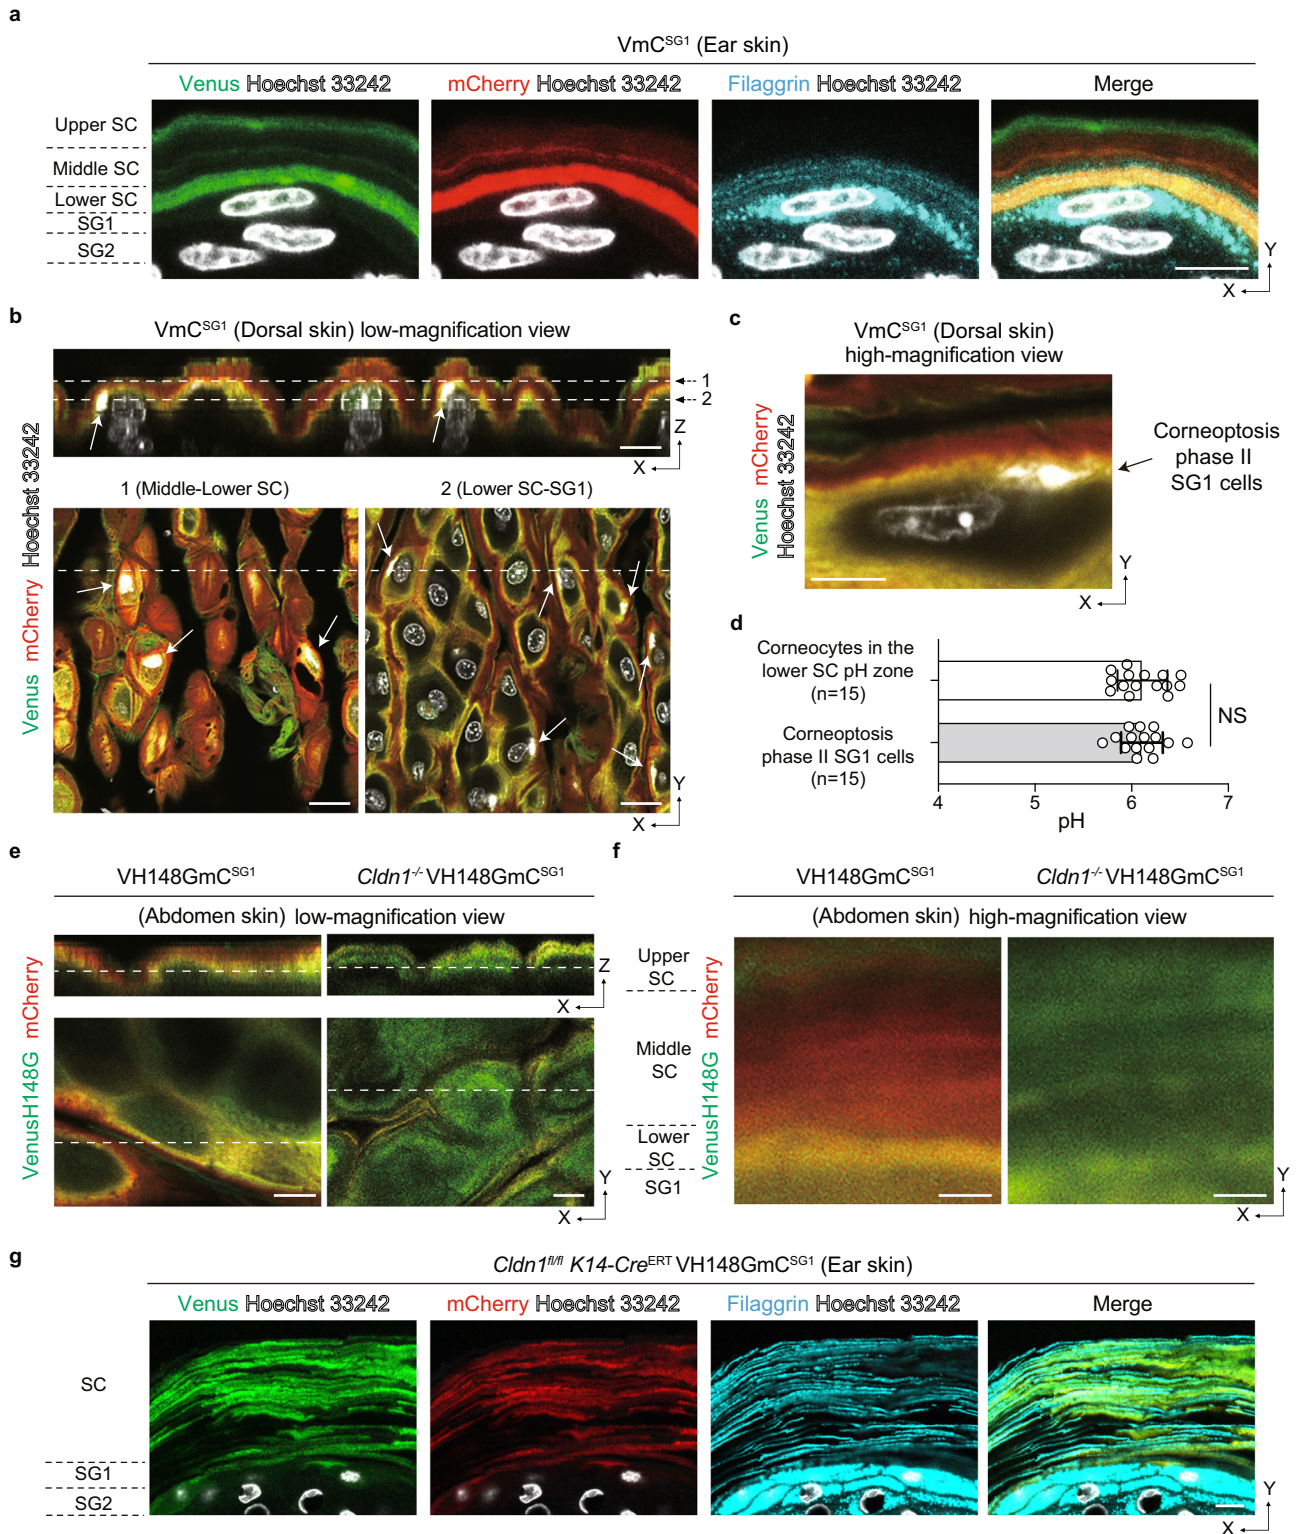 a
VmC^SG1 (Ear skin)
Venus Hoechst 33242
mCherry Hoechst 33242
Filaggrin Hoechst 33242
Merge
Upper SC
Middle SC
Lower SC
SG1
SG2
Y
X
b
VmC^SG1 (Dorsal skin) low-magnification view
1
2
Z
X
Venus mCherry Hoechst 33242
1 (Middle-Lower SC)
2 (Lower SC-SG1)
Y
X
c
VmC^SG1 (Dorsal skin)
high-magnification view
Venus mCherry
Hoechst 33242
Corneoptosis
phase II
SG1 cells
Y
X
d
Corneocytes in the
lower SC pH zone
(n=15)
Corneoptosis
phase II SG1 cells
(n=15)
NS
4
5
6
7
pH
e
VH148GmC^SG1
Cldn1^-/- VH148GmC^SG1
(Abdomen skin) low-magnification view
VenusH148G mCherry
Z
X
Y
X
f
VH148GmC^SG1
Cldn1^-/- VH148GmC^SG1
(Abdomen skin) high-magnification view
Upper
SC
Middle
SC
Lower
SC
SG1
VenusH148G mCherry
Y
X
g
Cldn1^fl/fl K14-Cre^ERT VH148GmC^SG1 (Ear skin)
Venus Hoechst 33242
mCherry Hoechst 33242
Filaggrin Hoechst 33242
Merge
SC
SG1
SG2
Y
X